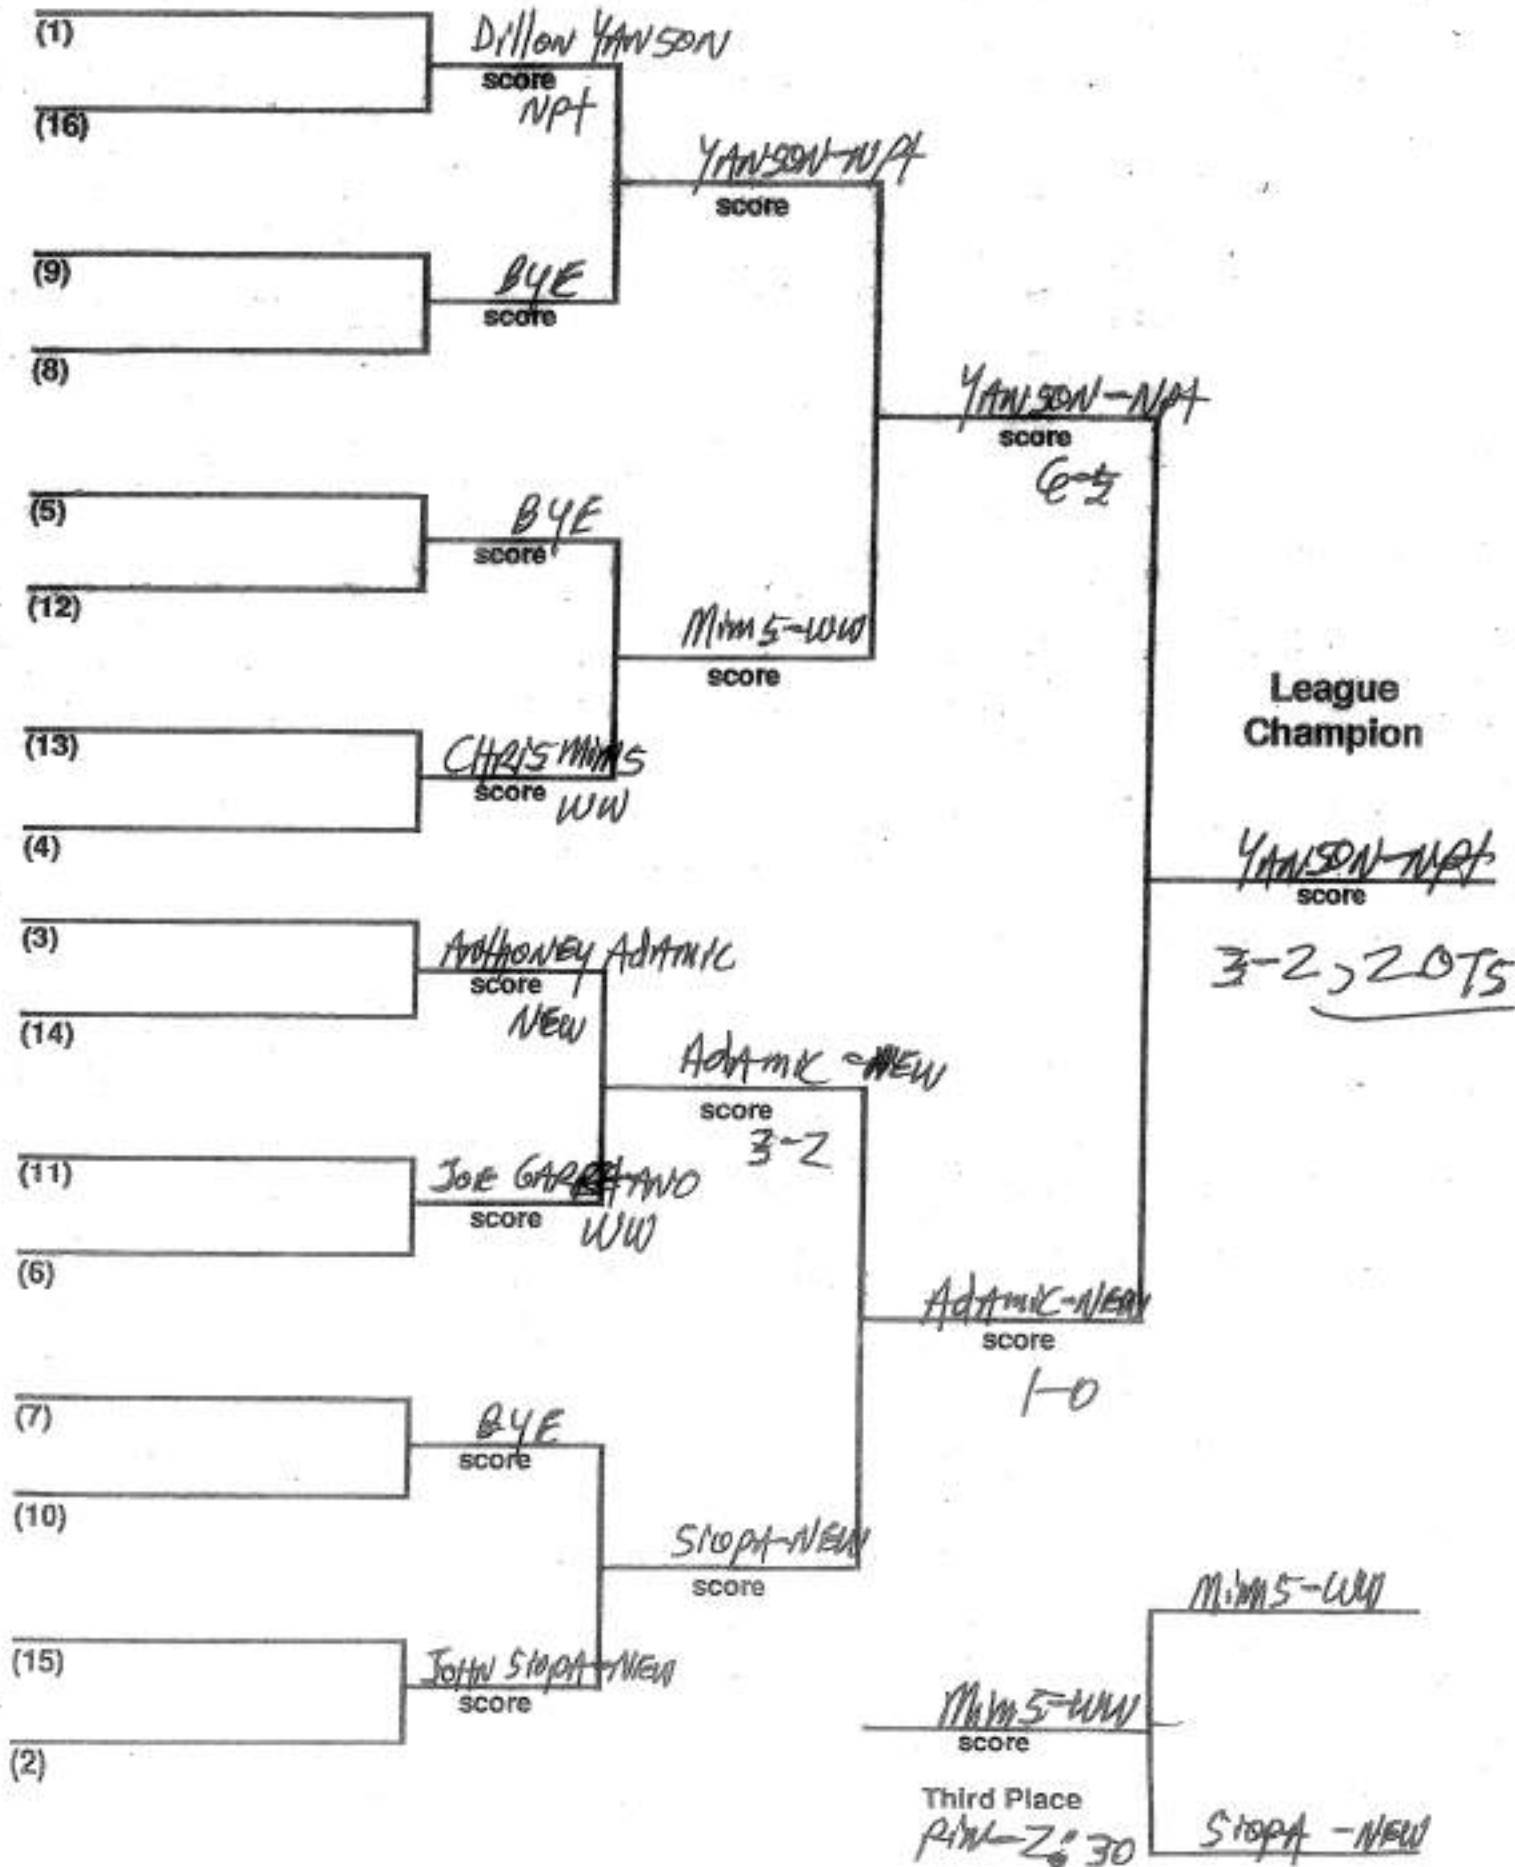 (1)
Dillon YANSON
score
NPt
(16)
YANSON-NPt
score
(9)
BYE
score
(8)
YANSON-NPt
score
(5)
BYE
score
(12)
Mims-WW
score
League
Champion
(13)
CHRIS Mims
score
WW
(4)
YANSON-NPt
score
3-2, 2OTS
(3)
Anthoney Adamic
score
NEW
(14)
Adamic-NEW
score
3-2
(11)
JOE
score
WW
(6)
Adamic-NEW
score
1-0
(7)
BYE
score
(10)
Siopa-NEW
score
Mims-WW
(15)
JOHN Siopa-NEW
score
Mims-WW
score
(2)
Third Place
Pin-2:30
Siopa-NEW